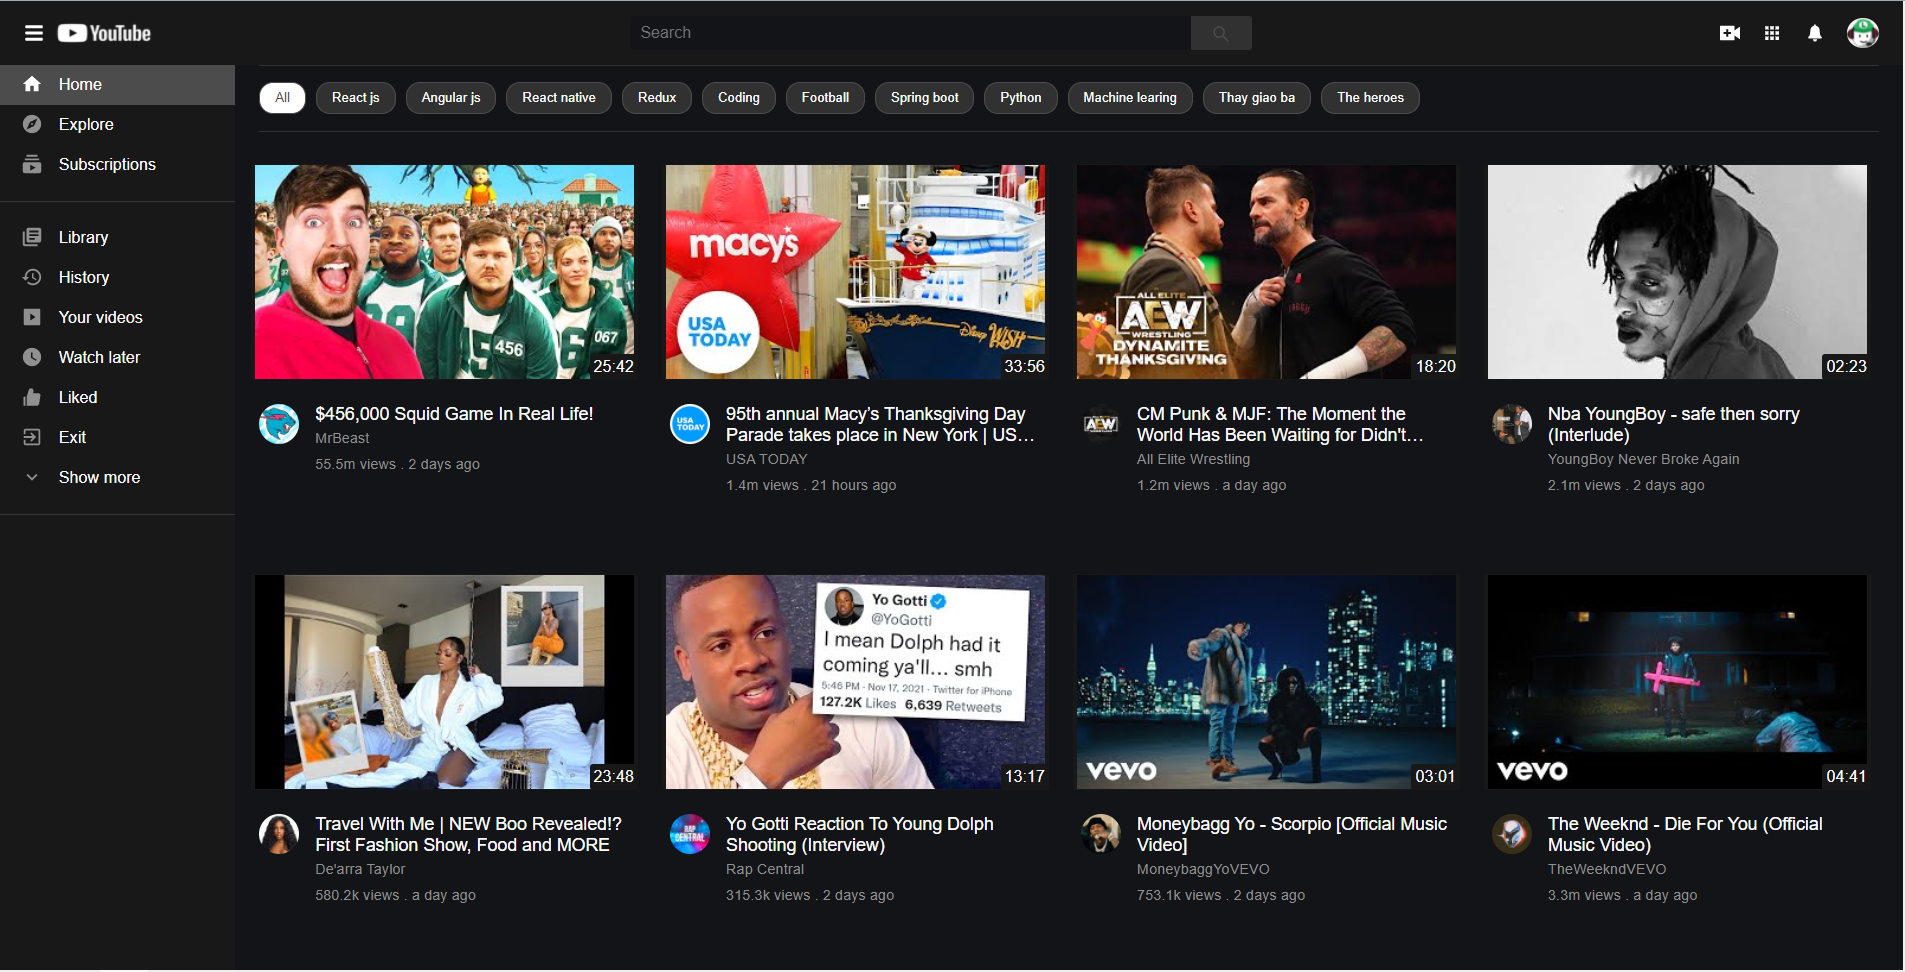 YouTube
Search
Home
Explore
Subscriptions
Library
History
Your videos
Watch later
Liked
Exit
Show more
All
React js
Angular js
React native
Redux
Coding
Football
Spring boot
Python
Machine learing
Thay giao ba
The heroes
456
067
25:42
$456,000 Squid Game In Real Life!
MrBeast
55.5m views . 2 days ago
macy's
USA
TODAY
Disney WISH
33:56
USA
TODAY
95th annual Macy's Thanksgiving Day
Parade takes place in New York | US...
USA TODAY
1.4m views . 21 hours ago
ALL ELITE
AEW
WRESTLING
DYNAMITE
THANKSGIVING
18:20
AEW
CM Punk & MJF: The Moment the
World Has Been Waiting for Didn't...
All Elite Wrestling
1.2m views . a day ago
02:23
Nba YoungBoy - safe then sorry
(Interlude)
YoungBoy Never Broke Again
2.1m views . 2 days ago
23:48
Travel With Me | NEW Boo Revealed!?
First Fashion Show, Food and MORE
De'arra Taylor
580.2k views . a day ago
Yo Gotti
@YoGotti
I mean Dolph had it
coming ya'll... smh
5:46 PM · Nov 17, 2021 · Twitter for iPhone
127.2K Likes 6,639 Retweets
13:17
RAP
CENTRAL
Yo Gotti Reaction To Young Dolph
Shooting (Interview)
Rap Central
315.3k views . 2 days ago
vevo
03:01
Moneybagg Yo - Scorpio [Official Music
Video]
MoneybaggYoVEVO
753.1k views . 2 days ago
vevo
04:41
The Weeknd - Die For You (Official
Music Video)
TheWeekndVEVO
3.3m views . a day ago